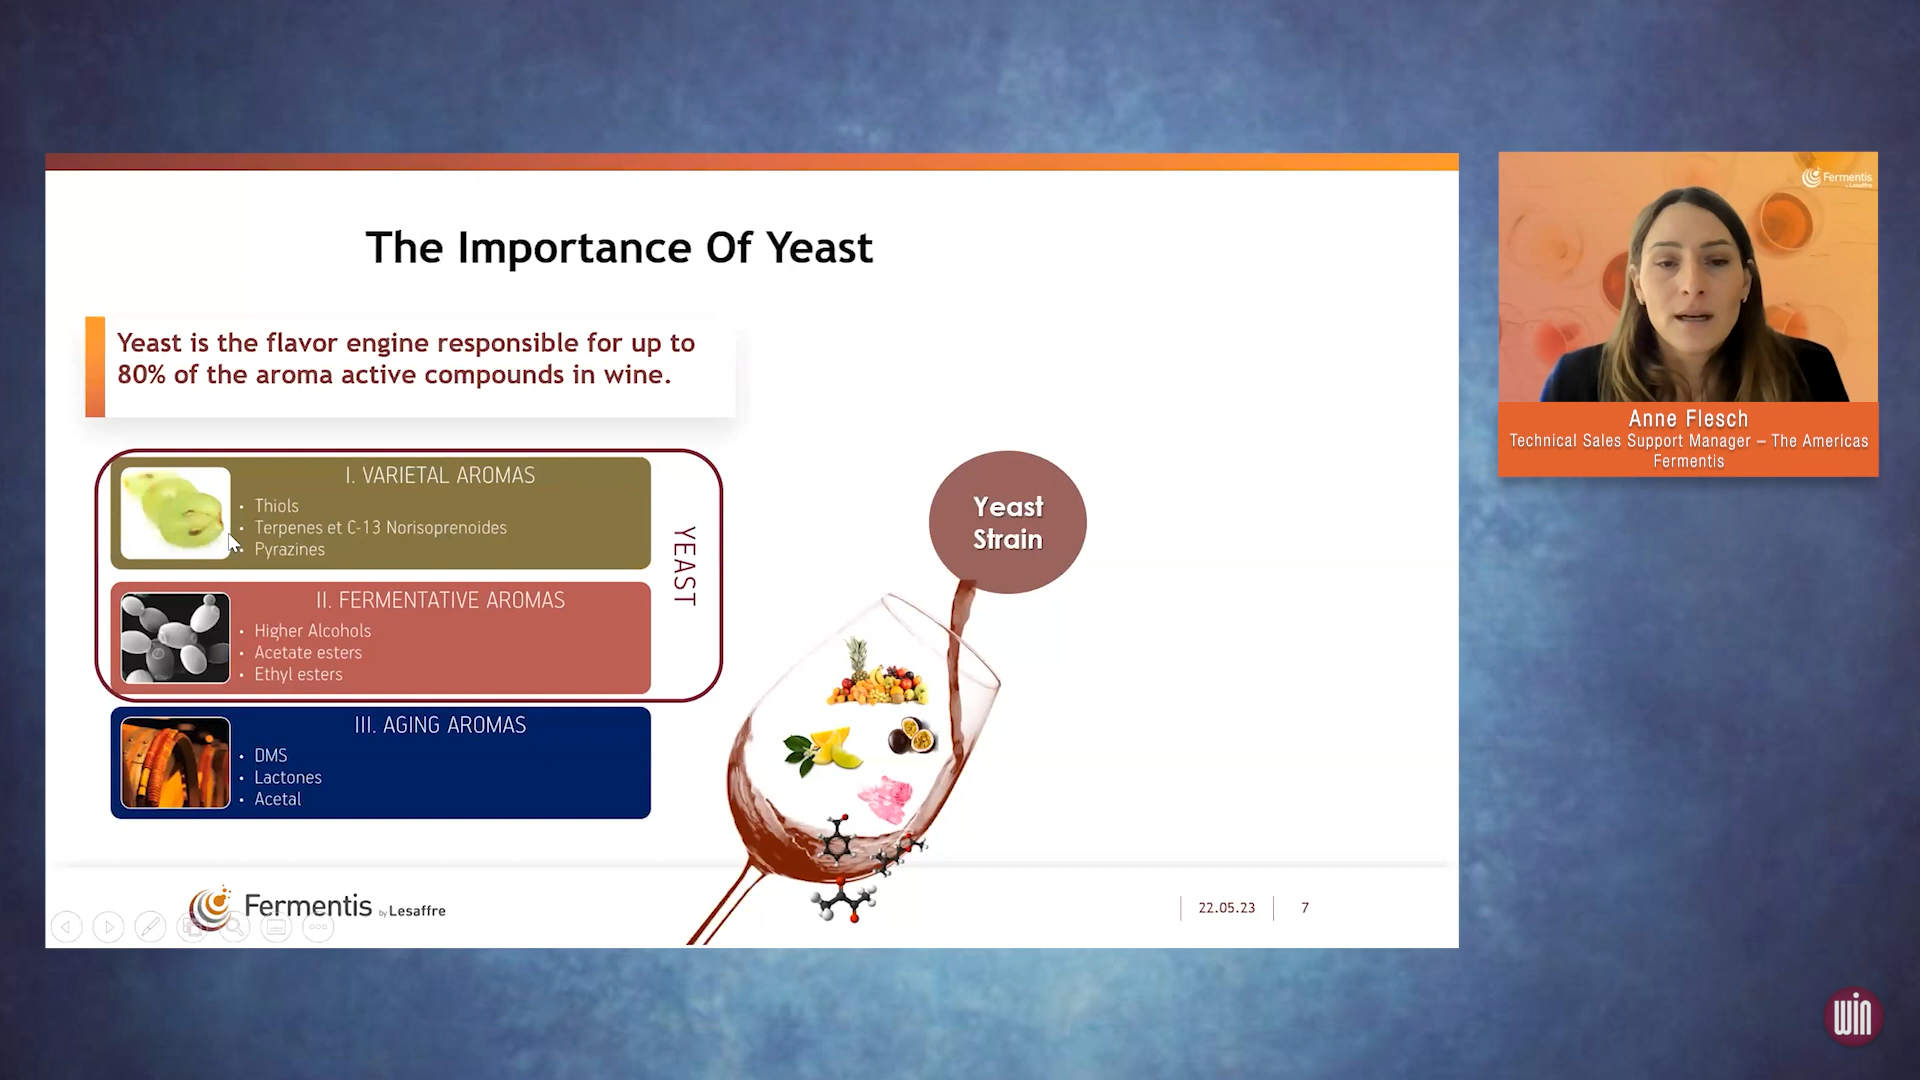 The Importance Of Yeast
Yeast is the flavor engine responsible for up to
80% of the aroma active compounds in wine.
I. VARIETAL AROMAS
• Thiols
• Terpenes et C-13 Norisoprenoides
• Pyrazines
II. FERMENTATIVE AROMAS
• Higher Alcohols
• Acetate esters
• Ethyl esters
YEAST
III. AGING AROMAS
• DMS
• Lactones
• Acetal
Yeast
Strain
Fermentis by Lesaffre
22.05.23
7
Fermentis
by Lesaffre
Anne Flesch
Technical Sales Support Manager – The Americas
Fermentis
win